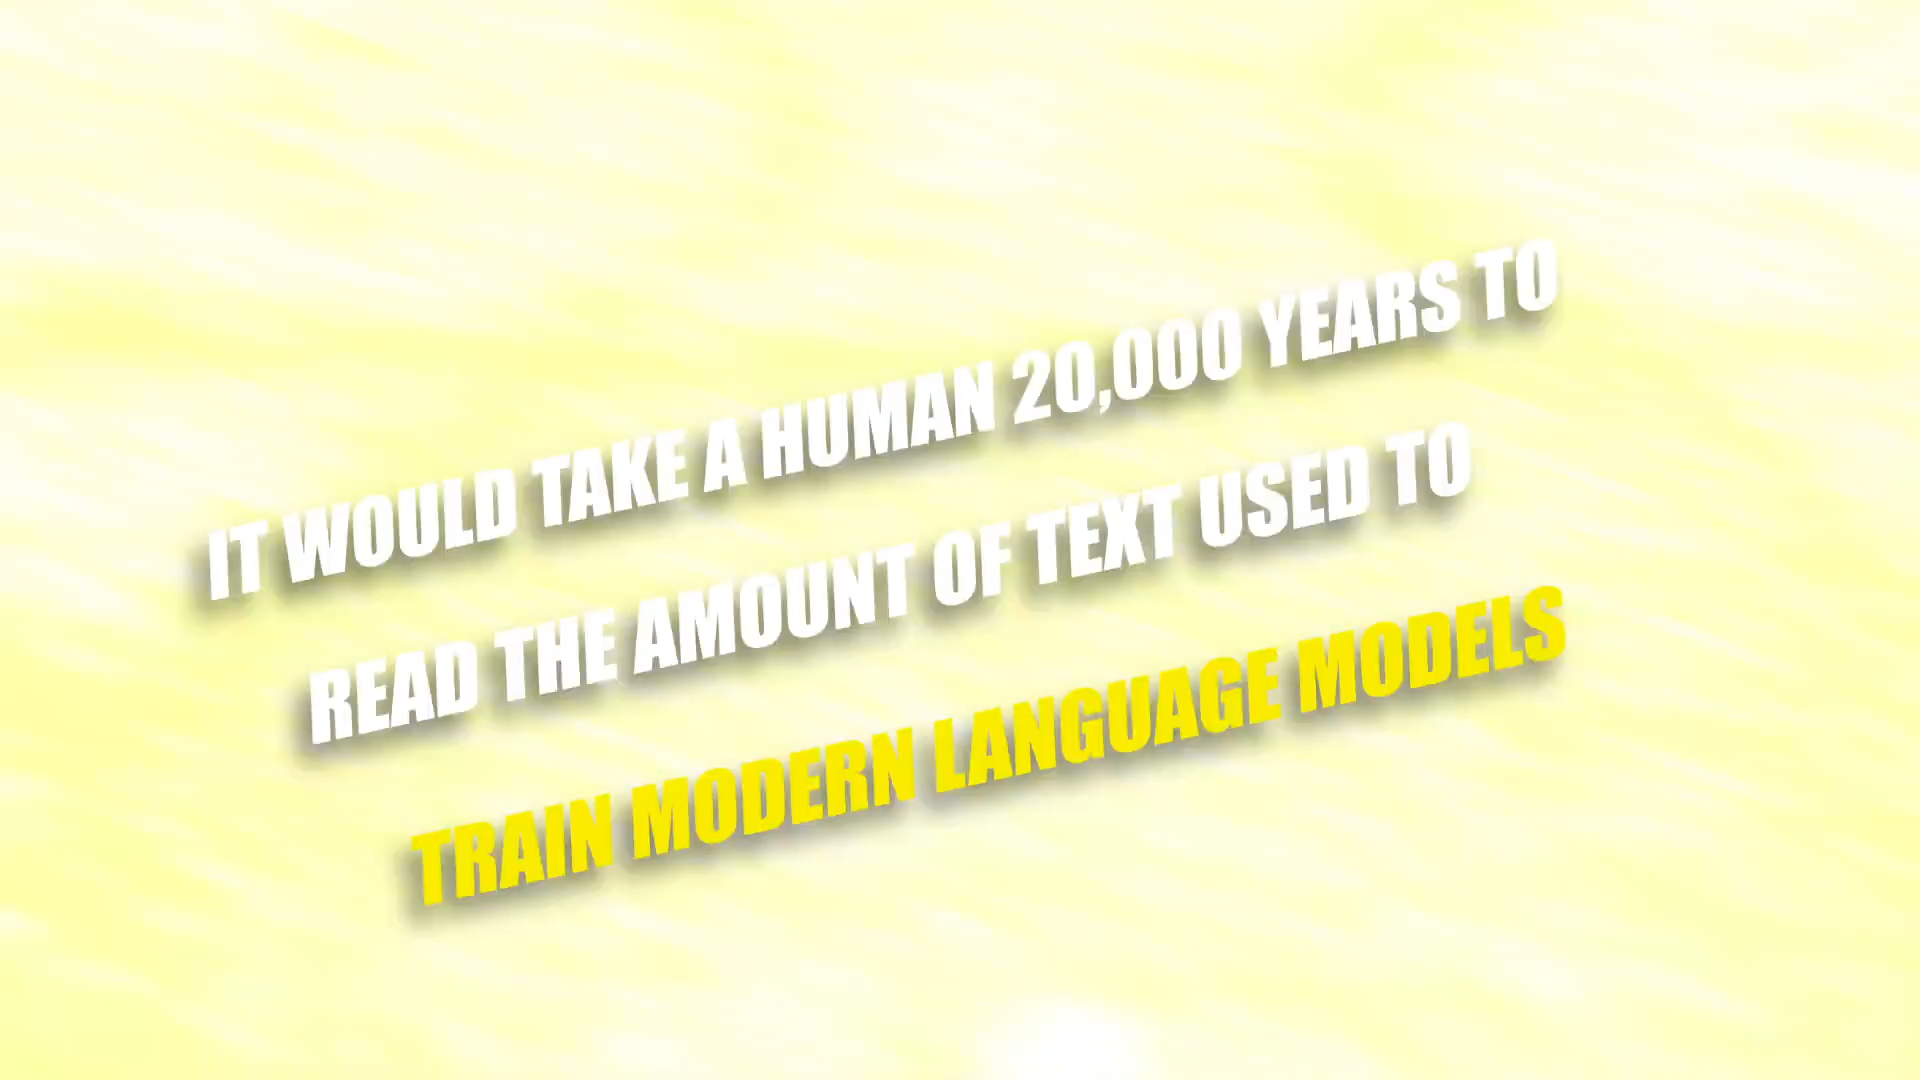 IT WOULD TAKE A HUMAN 20,000 YEARS TO
READ THE AMOUNT OF TEXT USED TO
TRAIN MODERN LANGUAGE MODELS